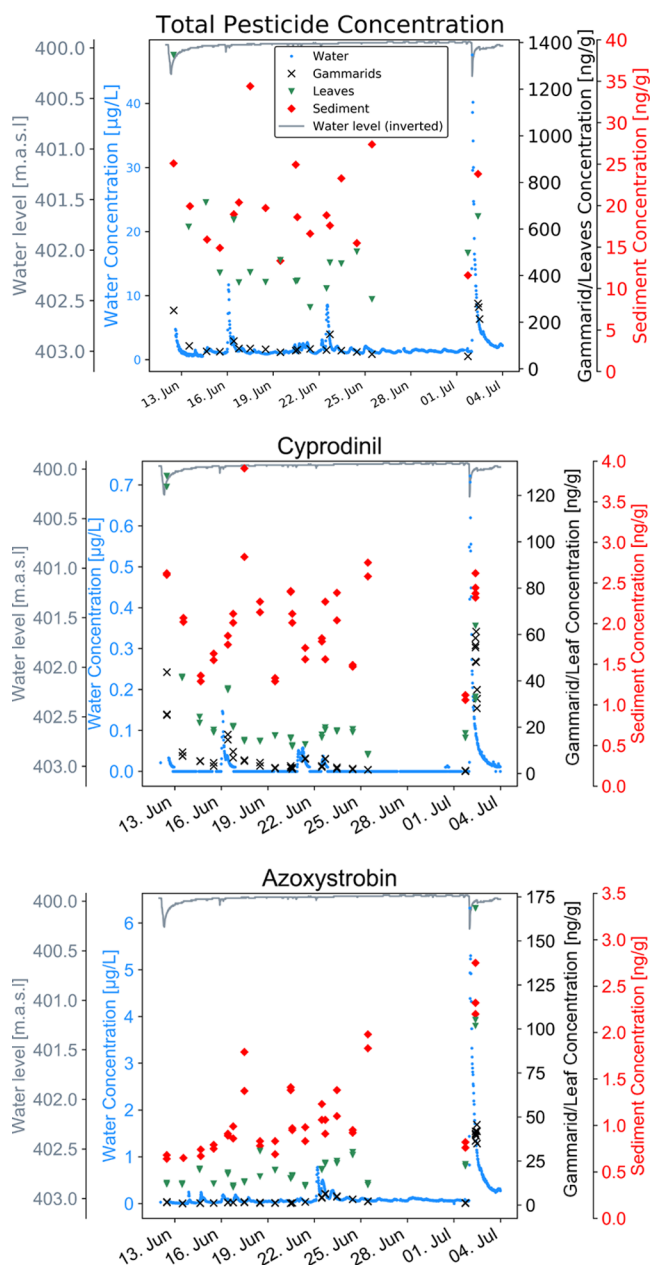 Total Pesticide Concentration
Water level [m.a.s.l]
400.0
400.5
401.0
401.5
402.0
402.5
403.0
Water Concentration [µg/L]
40
30
20
10
0
Water
Gammarids
Leaves
Sediment
Water level (inverted)
1400
1200
1000
800
600
400
200
0
Gammarid/Leaves Concentration [ng/g]
40
35
30
25
20
15
10
5
0
Sediment Concentration [ng/g]
13. Jun
16. Jun
19. Jun
22. Jun
25. Jun
28. Jun
01. Jul
04. Jul
Cyprodinil
Water level [m.a.s.l]
400.0
400.5
401.0
401.5
402.0
402.5
403.0
Water Concentration [µg/L]
0.7
0.6
0.5
0.4
0.3
0.2
0.1
0.0
120
100
80
60
40
20
0
Gammarid/Leaf Concentration [ng/g]
4.0
3.5
3.0
2.5
2.0
1.5
1.0
0.5
0.0
Sediment Concentration [ng/g]
13. Jun
16. Jun
19. Jun
22. Jun
25. Jun
28. Jun
01. Jul
04. Jul
Azoxystrobin
Water level [m.a.s.l]
400.0
400.5
401.0
401.5
402.0
402.5
403.0
Water Concentration [µg/L]
6
5
4
3
2
1
0
175
150
125
100
75
50
25
0
Gammarid/Leaf Concentration [ng/g]
3.5
3.0
2.5
2.0
1.5
1.0
0.5
0.0
Sediment Concentration [ng/g]
13. Jun
16. Jun
19. Jun
22. Jun
25. Jun
28. Jun
01. Jul
04. Jul